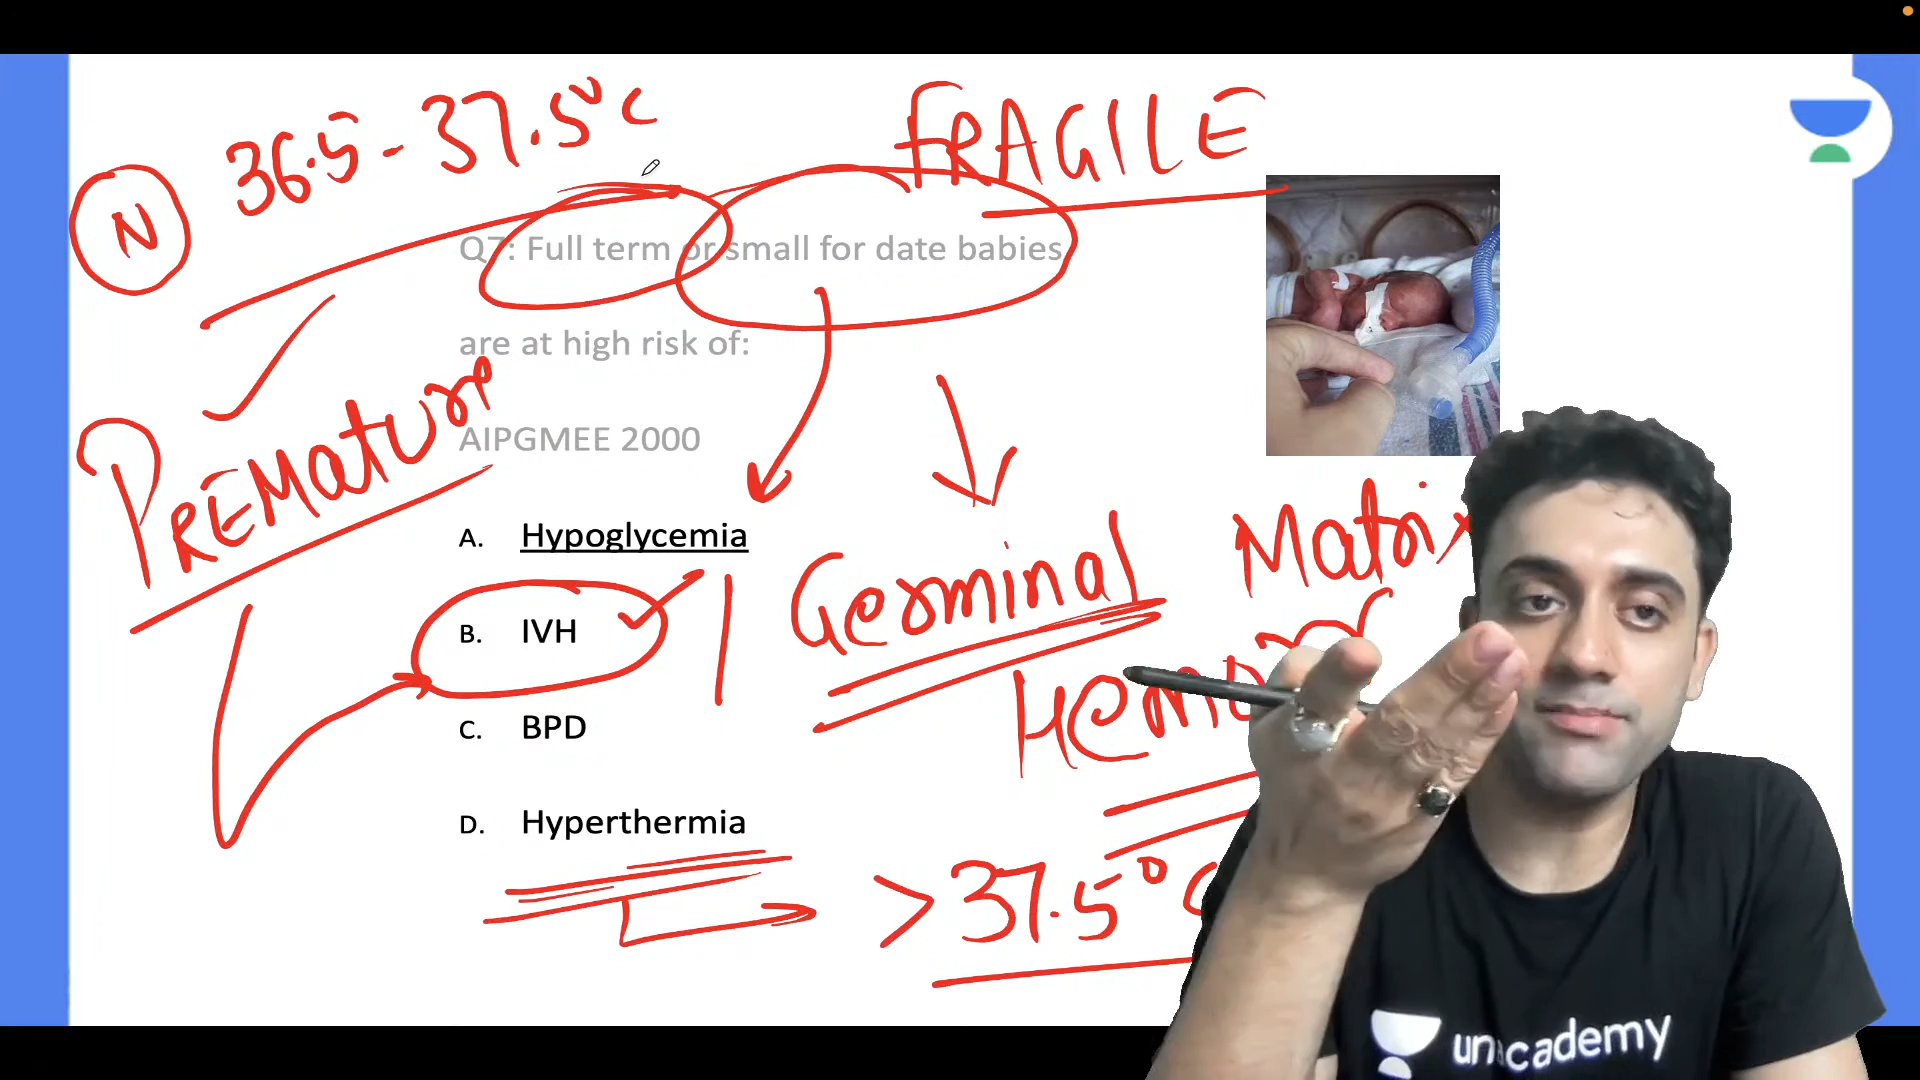 N 36.5 - 37.5°C
FRAGILE
Q7: Full term or small for date babies
are at high risk of:
PREMature
AIPGMEE 2000
A. Hypoglycemia
Germinal Matrix
B. IVH
C. BPD
D. Hyperthermia
> 37.5°C
unacademy